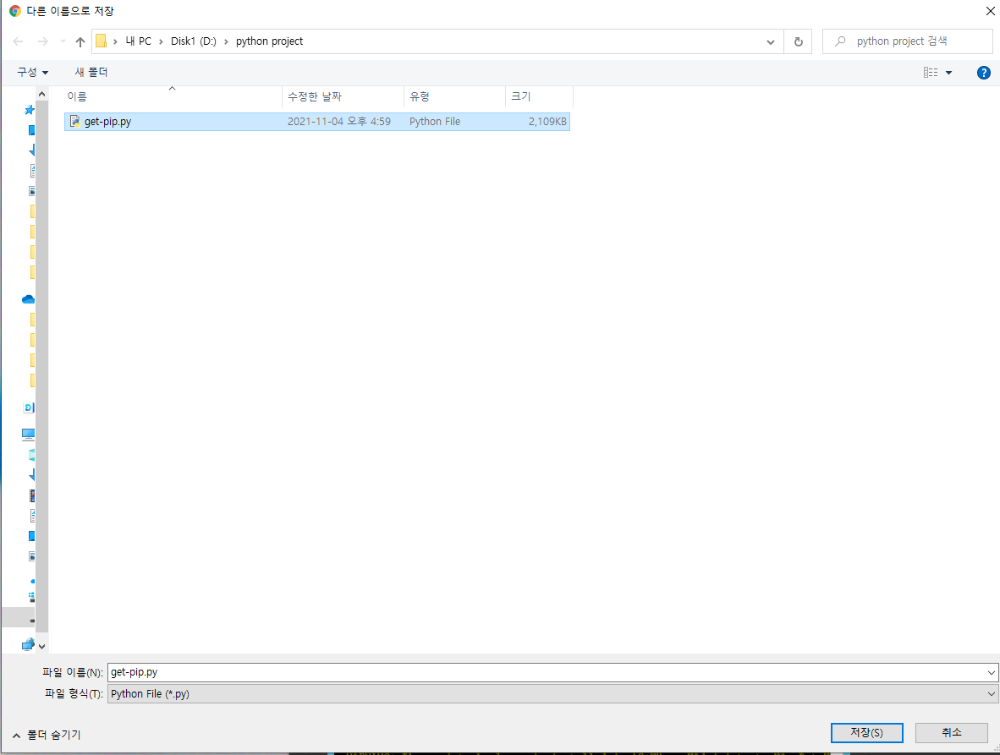 다른 이름으로 저장
내 PC > Disk1 (D:) > python project
python project 검색
구성
새 폴더
이름 수정한 날짜 유형 크기
get-pip.py 2021-11-04 오후 4:59 Python File 2,109KB
파일 이름(N): get-pip.py
파일 형식(T): Python File (*.py)
폴더 숨기기
저장(S)
취소